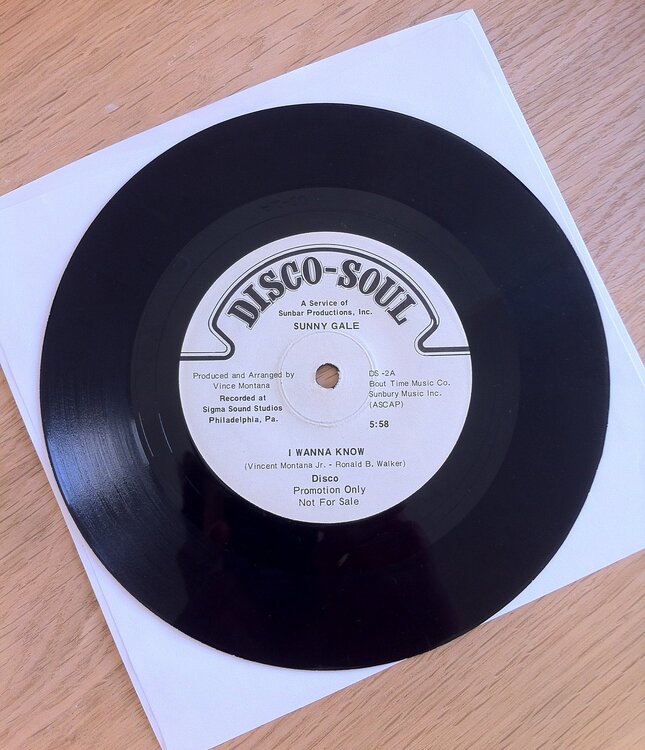 DISCO-SOUL
A Service of
Sunbar Productions, Inc.
SUNNY GALE
Produced and Arranged by
Vince Montana
Recorded at
Sigma Sound Studios
Philadelphia, Pa.
DS -2A
Bout Time Music Co.
Sunbury Music Inc.
(ASCAP)
5:58
I WANNA KNOW
(Vincent Montana Jr. - Ronald B. Walker)
Disco
Promotion Only
Not For Sale